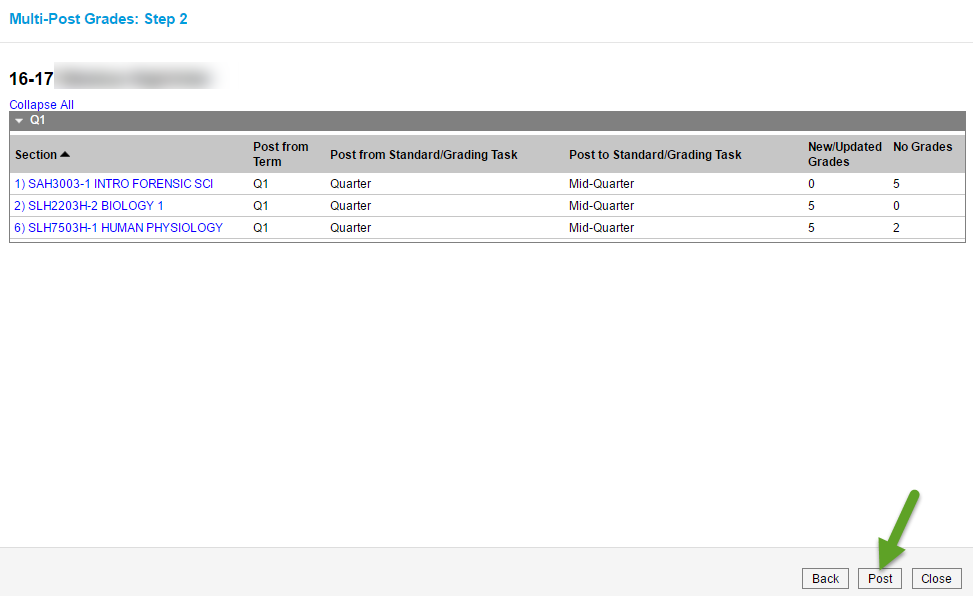 Multi-Post Grades: Step 2
16-17
Collapse All
Q1
Section Post from Term Post from Standard/Grading Task Post to Standard/Grading Task New/Updated Grades No Grades
1) SAH3003-1 INTRO FORENSIC SCI Q1 Quarter Mid-Quarter 0 5
2) SLH2203H-2 BIOLOGY 1 Q1 Quarter Mid-Quarter 5 0
6) SLH7503H-1 HUMAN PHYSIOLOGY Q1 Quarter Mid-Quarter 5 2
Back Post Close